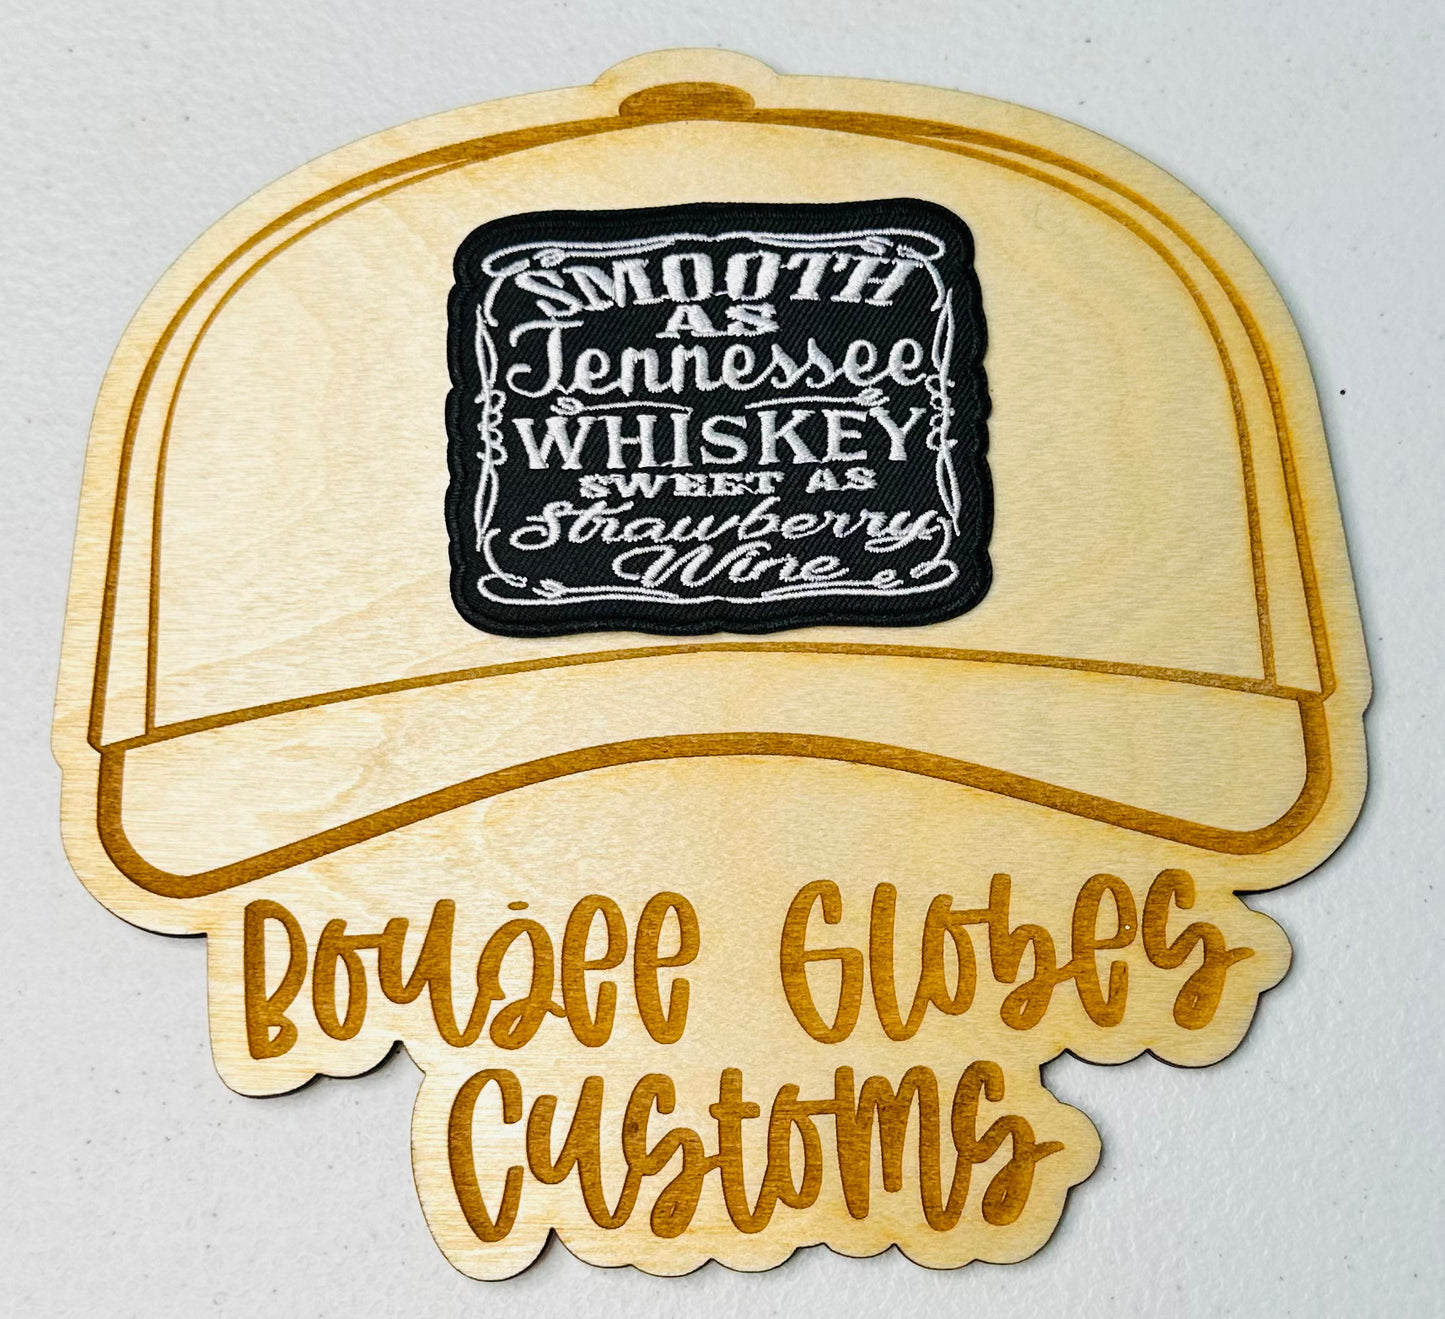 SMOOTH
AS
Tennessee
WHISKEY
SWEET AS
Strawberry
Wine
Boujee Globes
Customs